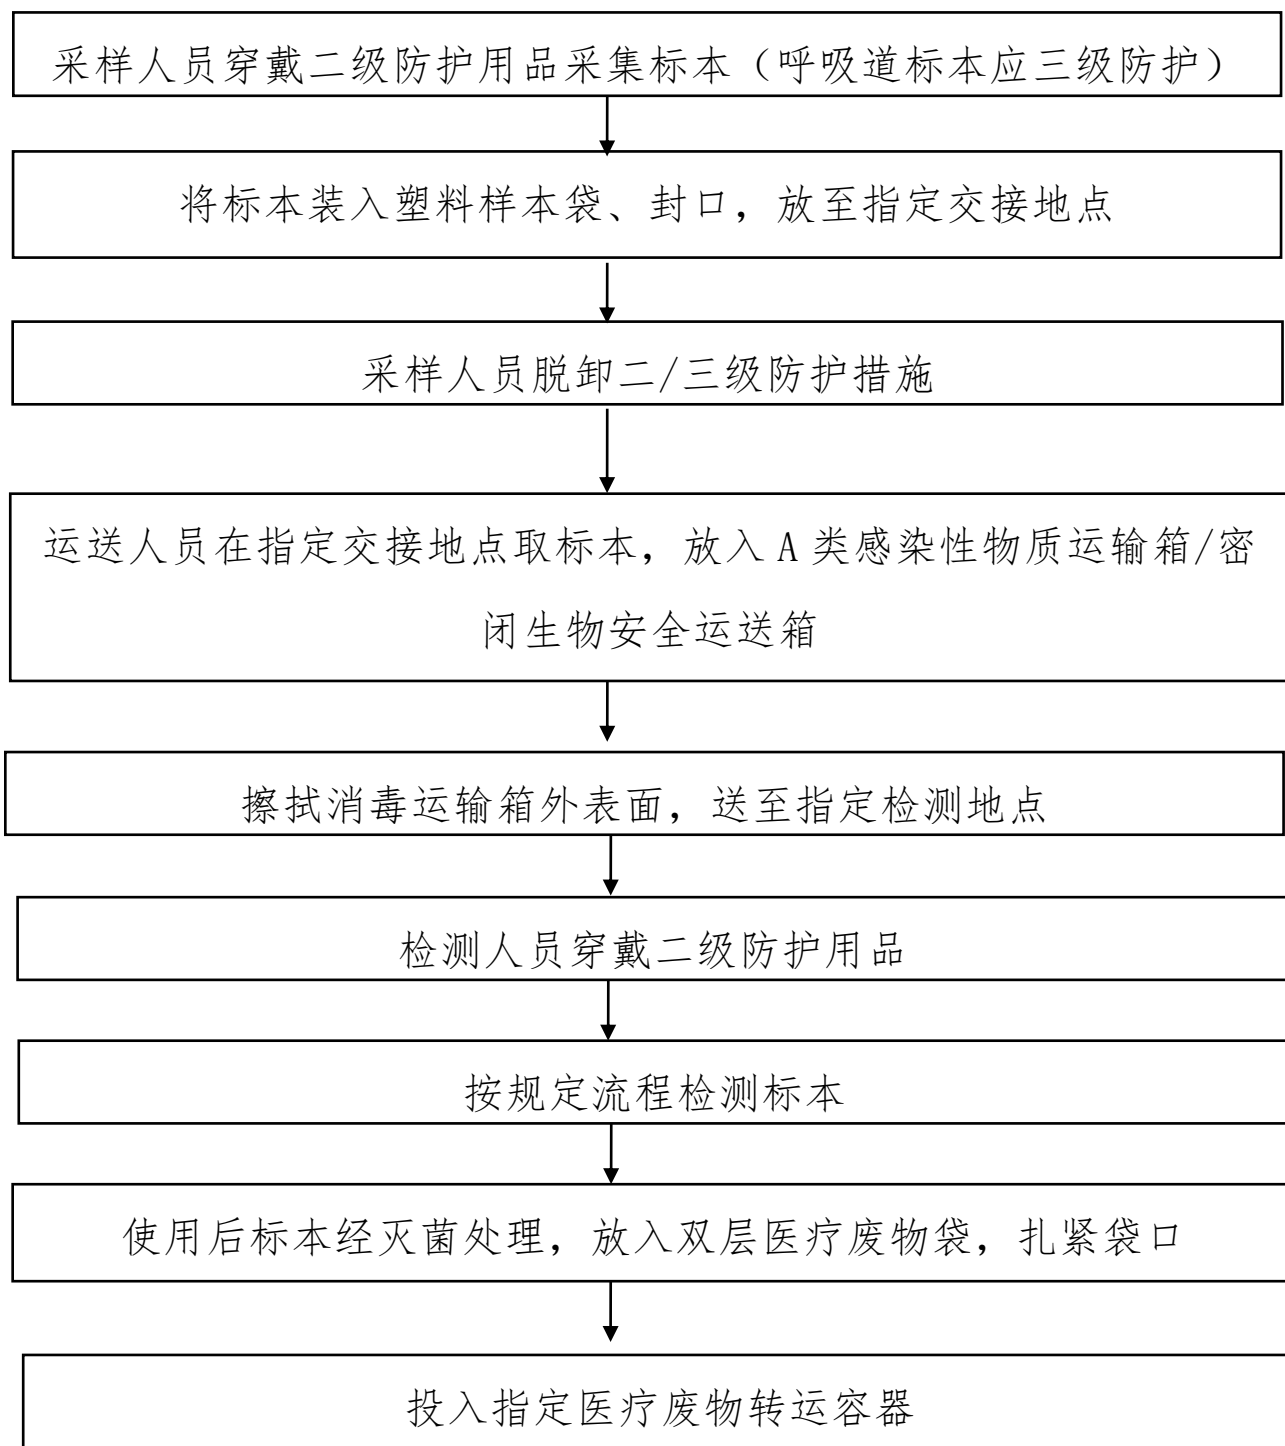 采样人员穿戴二级防护用品采集标本（呼吸道标本应三级防护）
将标本装入塑料样本袋、封口，放至指定交接地点
采样人员脱卸二/三级防护措施
运送人员在指定交接地点取标本，放入 A 类感染性物质运输箱/密
闭生物安全运送箱
擦拭消毒运输箱外表面，送至指定检测地点
检测人员穿戴二级防护用品
按规定流程检测标本
使用后标本经灭菌处理，放入双层医疗废物袋，扎紧袋口
投入指定医疗废物转运容器